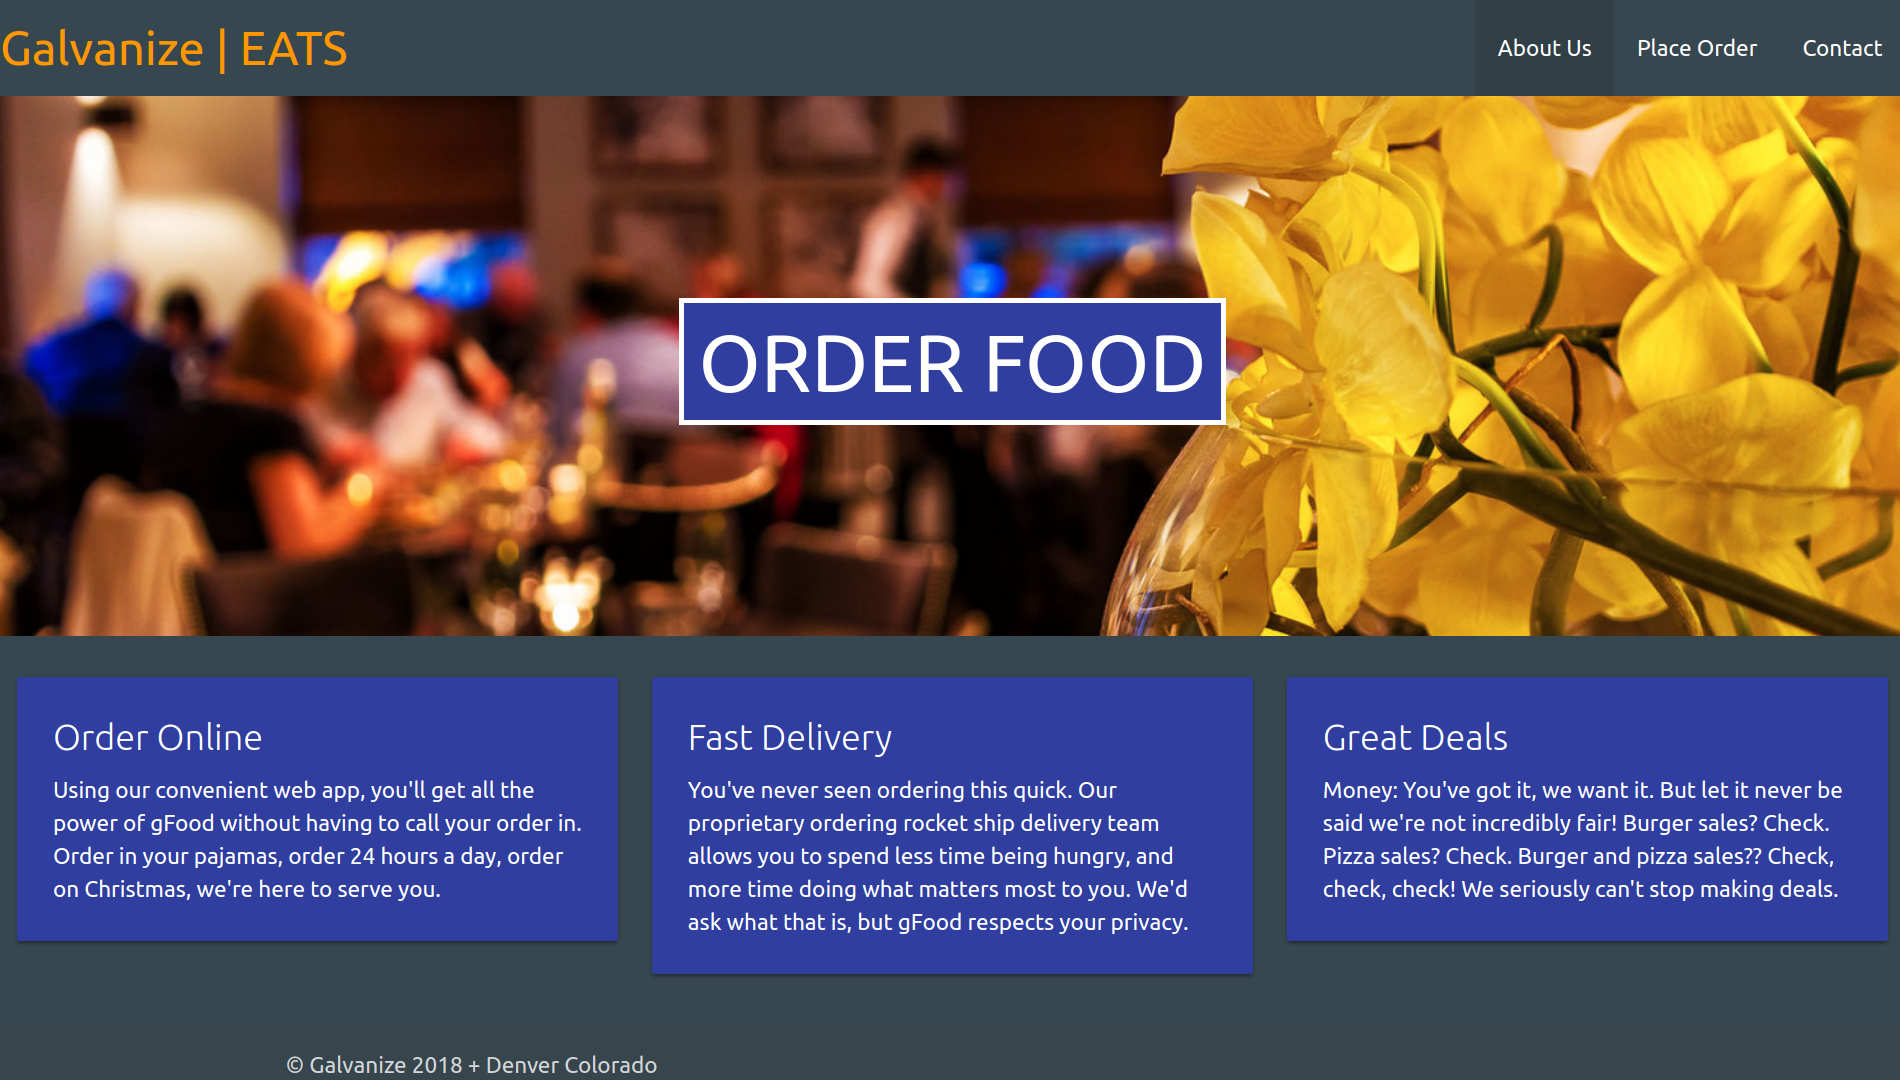 Galvanize | EATS
About Us
Place Order
Contact
ORDER FOOD
Order Online
Using our convenient web app, you'll get all the
power of gFood without having to call your order in.
Order in your pajamas, order 24 hours a day, order
on Christmas, we're here to serve you.
Fast Delivery
You've never seen ordering this quick. Our
proprietary ordering rocket ship delivery team
allows you to spend less time being hungry, and
more time doing what matters most to you. We'd
ask what that is, but gFood respects your privacy.
Great Deals
Money: You've got it, we want it. But let it never be
said we're not incredibly fair! Burger sales? Check.
Pizza sales? Check. Burger and pizza sales?? Check,
check, check! We seriously can't stop making deals.
© Galvanize 2018 + Denver Colorado